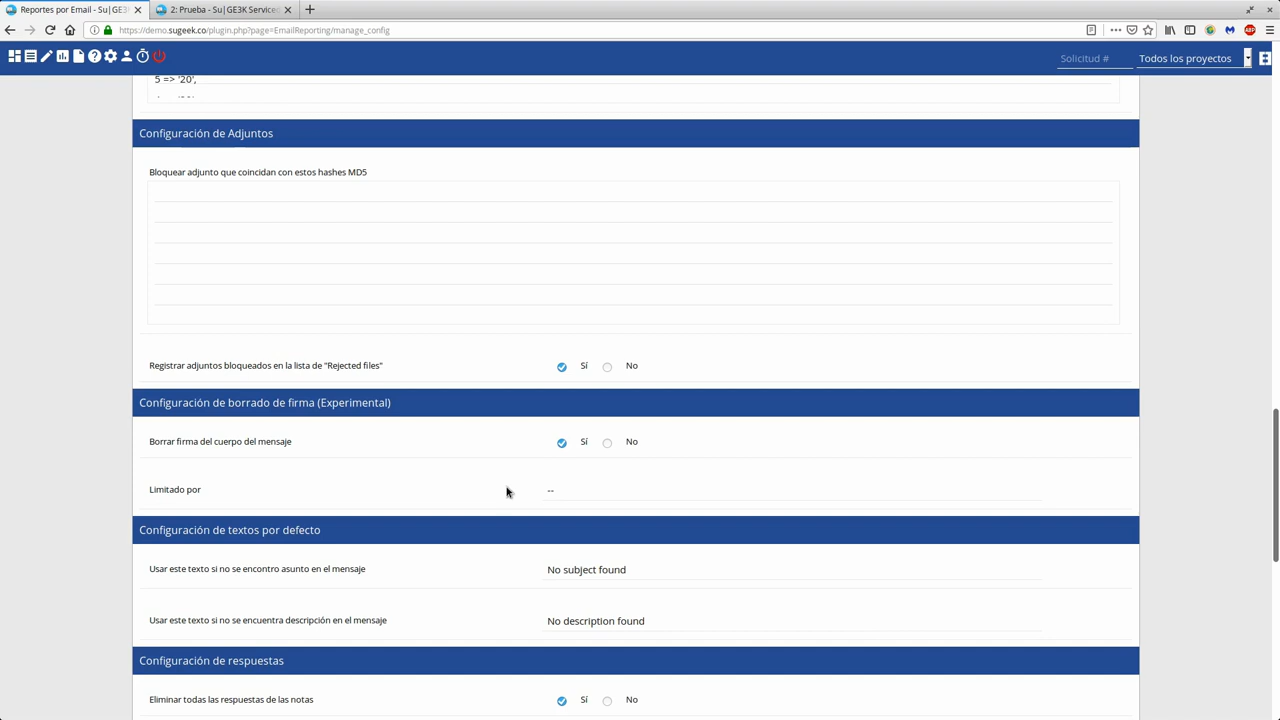 Reportes por Email - Su|GE3K
2: Prueba - Su|GE3K Service
https://demo.sugeek.co/plugin.php?page=EmailReporting/manage_config
Solicitud #
Todos los proyectos
5 => '20',
Configuración de Adjuntos
Bloquear adjunto que coincidan con estos hashes MD5
Registrar adjuntos bloqueados en la lista de "Rejected files"
Sí
No
Configuración de borrado de firma (Experimental)
Borrar firma del cuerpo del mensaje
Sí
No
Limitado por
--
Configuración de textos por defecto
Usar este texto si no se encontro asunto en el mensaje
No subject found
Usar este texto si no se encuentra descripción en el mensaje
No description found
Configuración de respuestas
Eliminar todas las respuestas de las notas
Sí
No